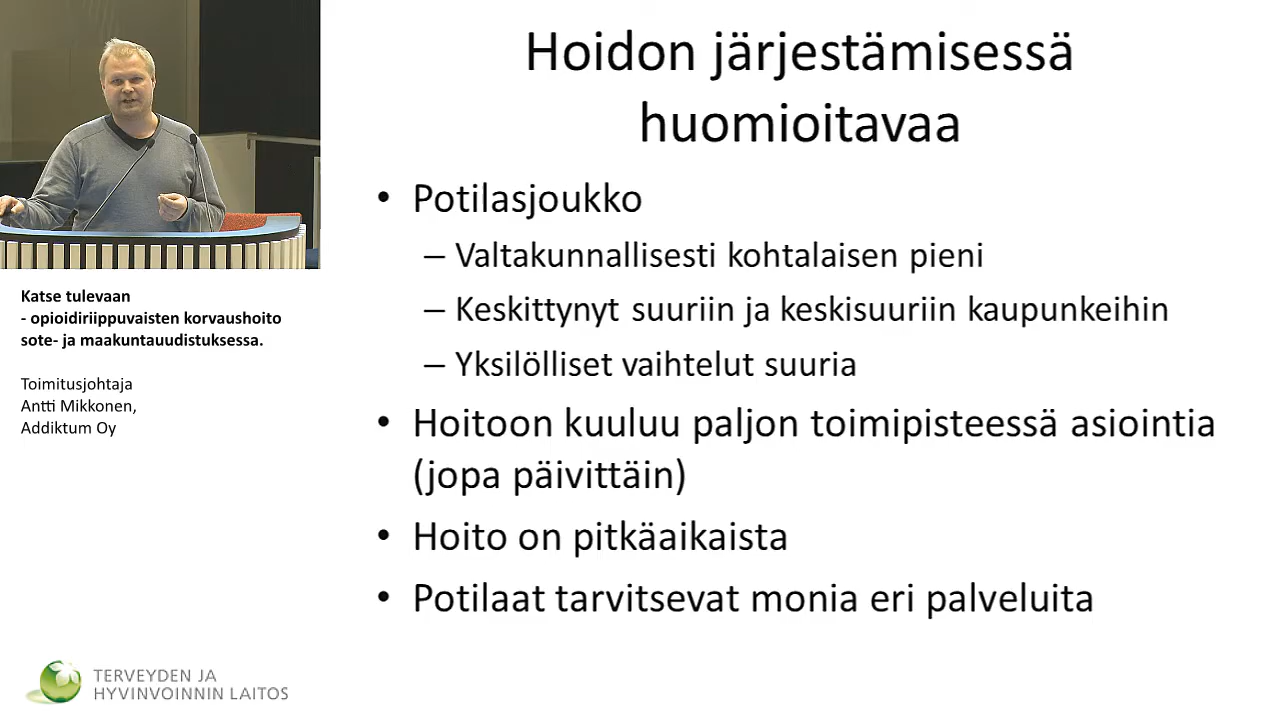 Hoidon järjestämisessä
huomioitavaa
• Potilasjoukko
– Valtakunnallisesti kohtalaisen pieni
– Keskittynyt suuriin ja keskisuuriin kaupunkeihin
– Yksilölliset vaihtelut suuria
• Hoitoon kuuluu paljon toimipisteessä asiointia
(jopa päivittäin)
• Hoito on pitkäaikaista
• Potilaat tarvitsevat monia eri palveluita
Katse tulevaan
- opioidiriippuvaisten korvaushoito
sote- ja maakuntauudistuksessa.
Toimitusjohtaja
Antti Mikkonen,
Addiktum Oy
TERVEYDEN JA
HYVINVOINNIN LAITOS